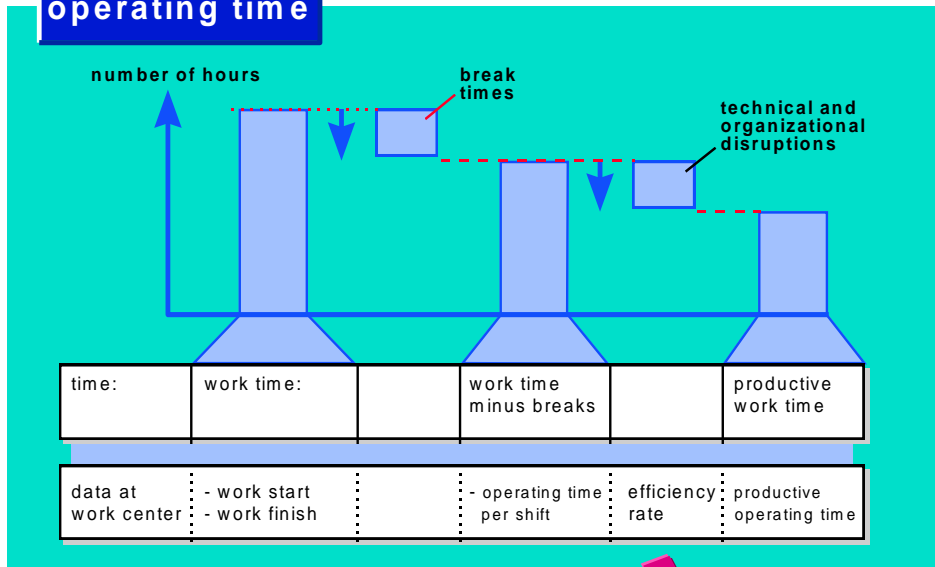 operating time
number of hours
break
times
technical and
organizational
disruptions
time:
work time:
work time
minus breaks
productive
work time
data at
work center
- work start
- work finish
- operating time
per shift
efficiency
rate
productive
operating time